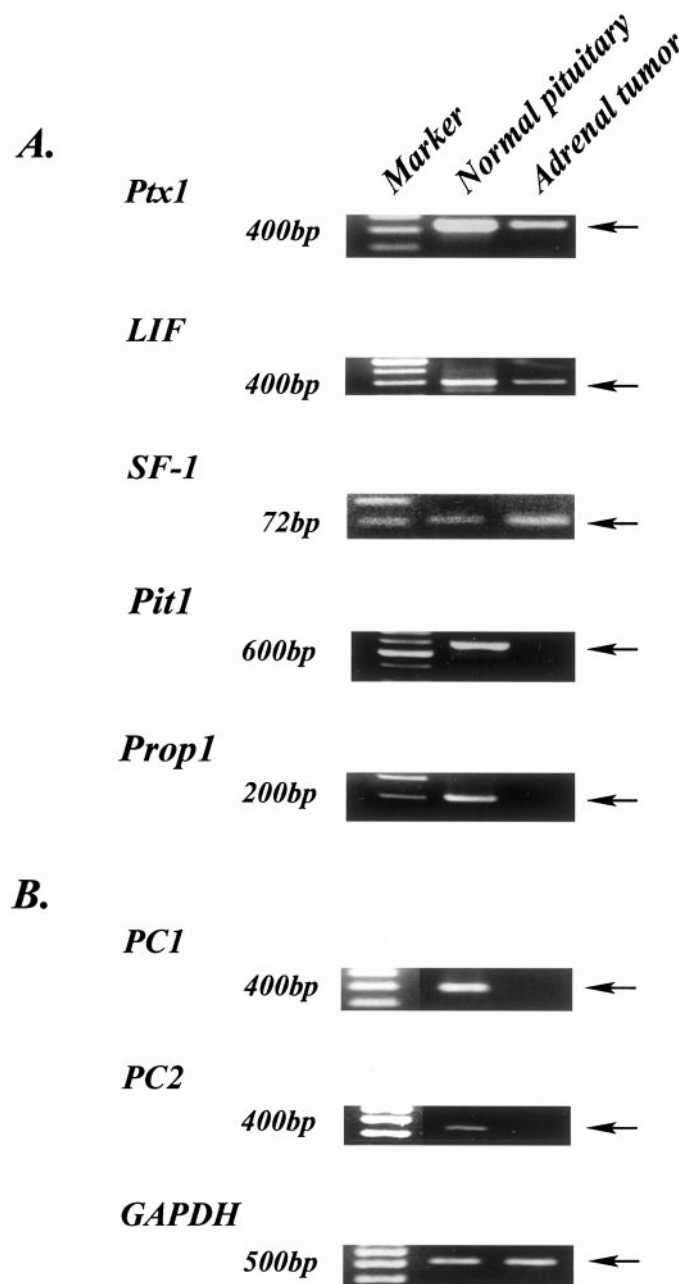 Marker
Normal pituitary
Adrenal tumor
A.
Ptx1
400bp
LIF
400bp
SF-1
72bp
Pit1
600bp
Prop1
200bp
B.
PC1
400bp
PC2
400bp
GAPDH
500bp